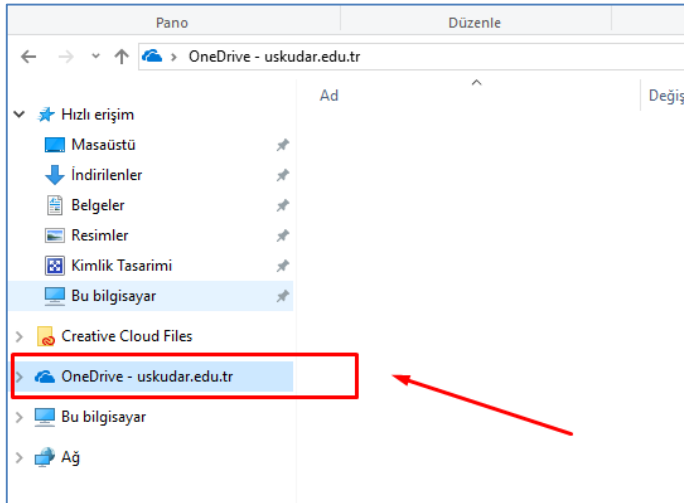 Pano Düzenle
OneDrive - uskudar.edu.tr
Ad Değiş
Hızlı erişim
Masaüstü
İndirilenler
Belgeler
Resimler
Kimlik Tasarimi
Bu bilgisayar
Creative Cloud Files
OneDrive - uskudar.edu.tr
Bu bilgisayar
Ağ